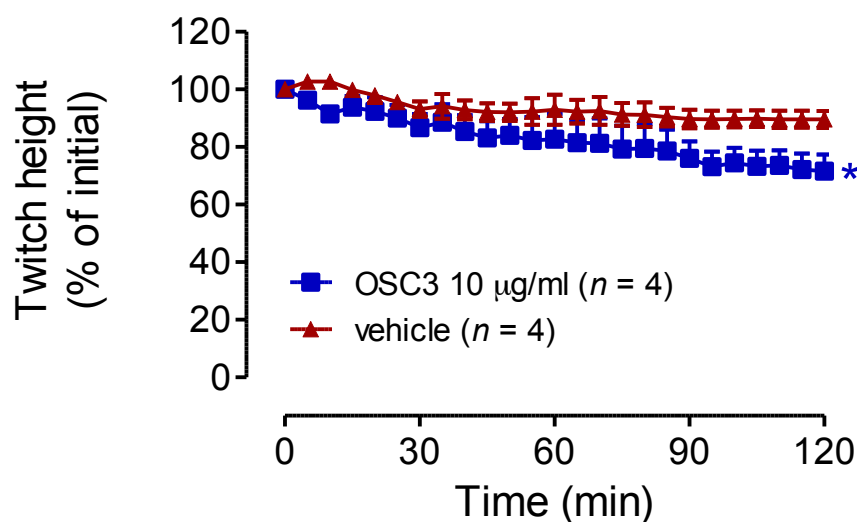 Twitch height
(% of initial)
120
100
80
60
40
20
0
OSC3 10 μg/ml (n = 4)
vehicle (n = 4)
*
0 30 60 90 120
Time (min)